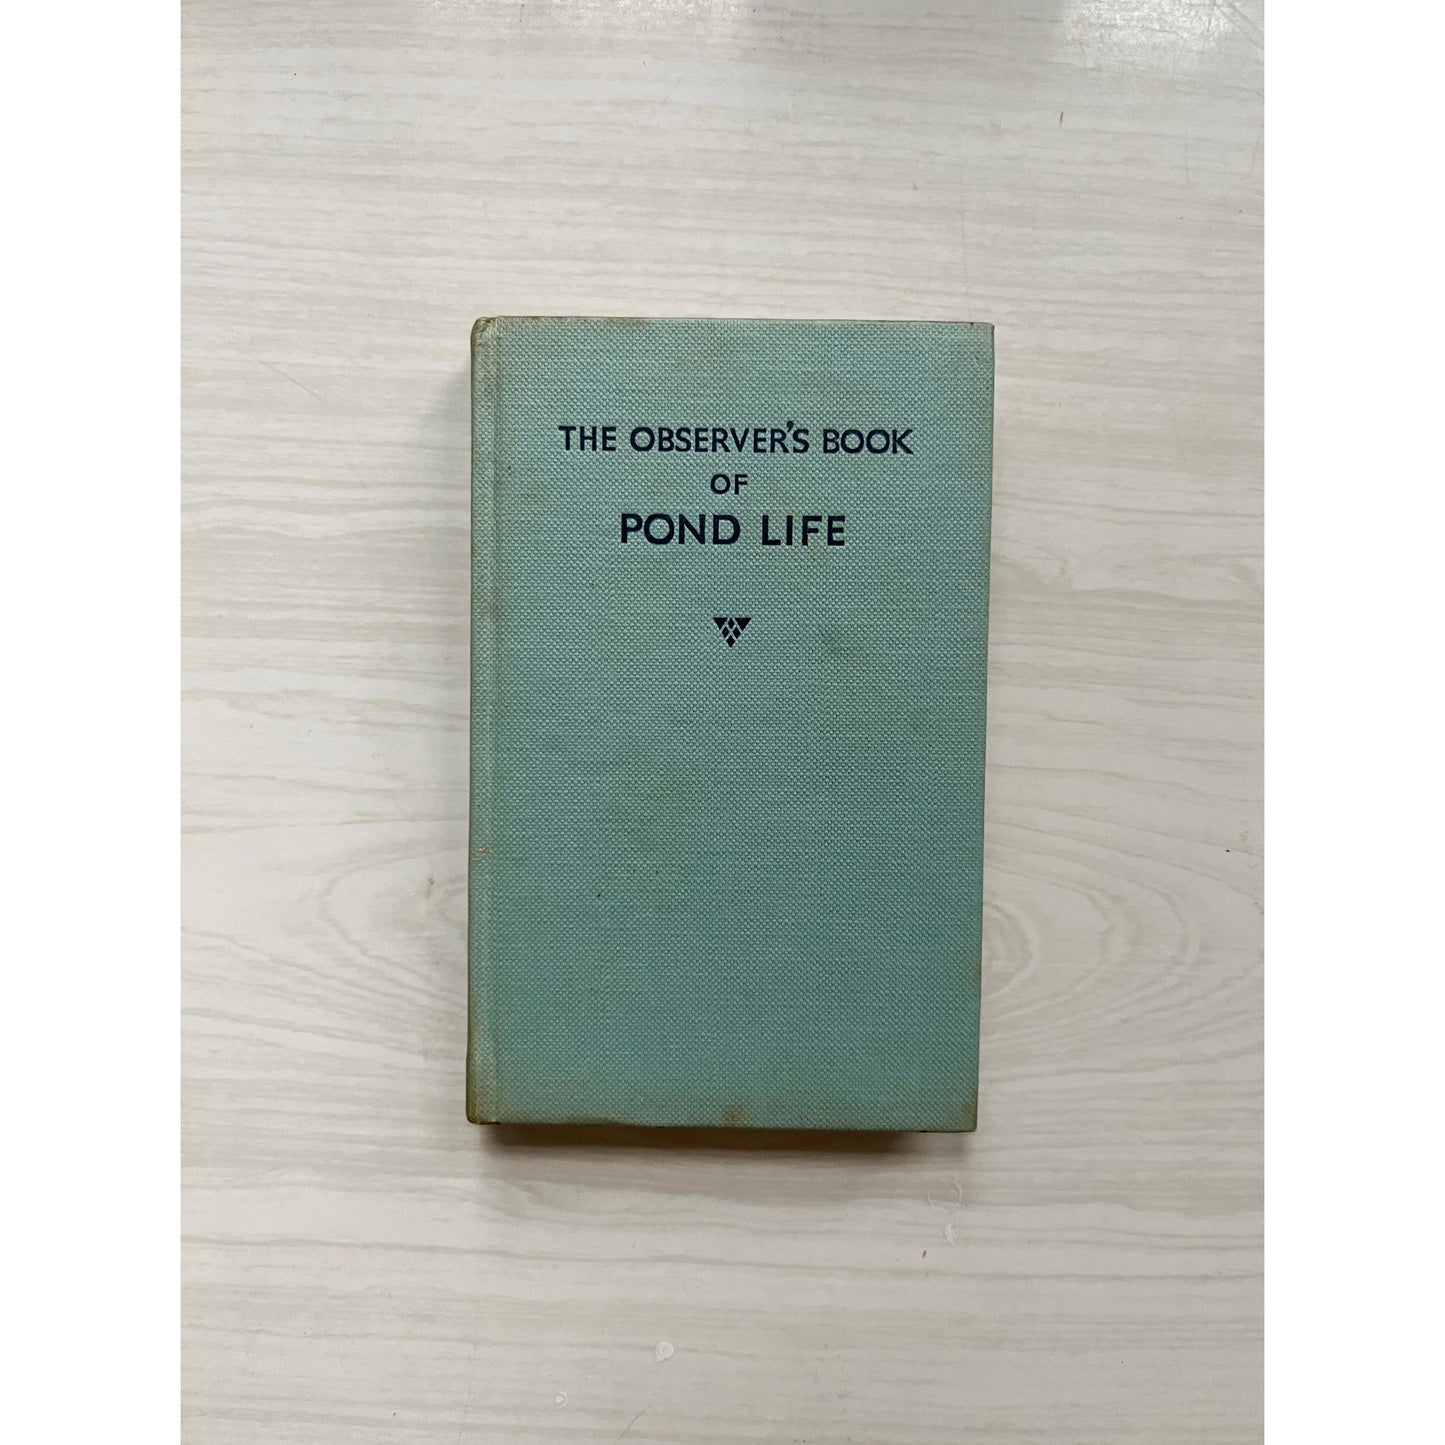 THE OBSERVER'S BOOK
OF
POND LIFE